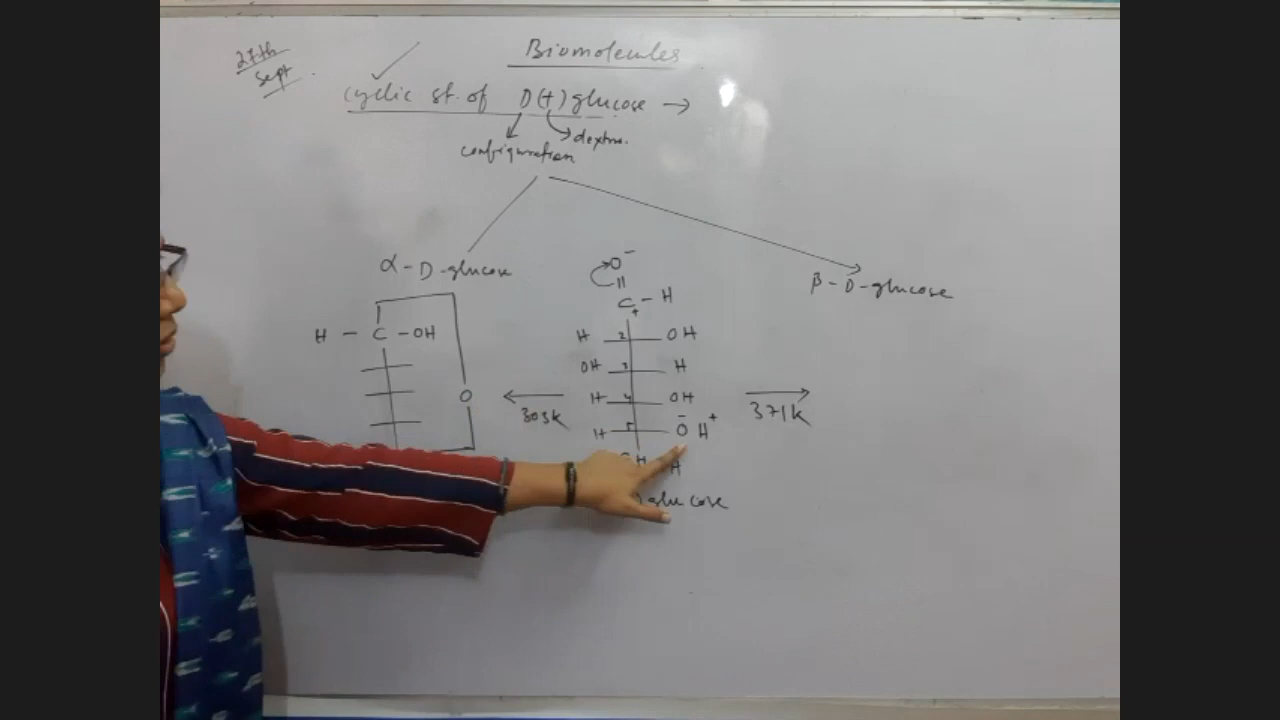 27th
Sept.
Biomolecules
cyclic st. of D(+) glucose →
dextro.
configuration
α-D-glucose
β-D-glucose
O⁻
C - H
+
H - C - OH
H 2 OH
OH 3 H
H 4 OH
O
303K
371K
H 5 O⁻ H⁺
H H
glucose